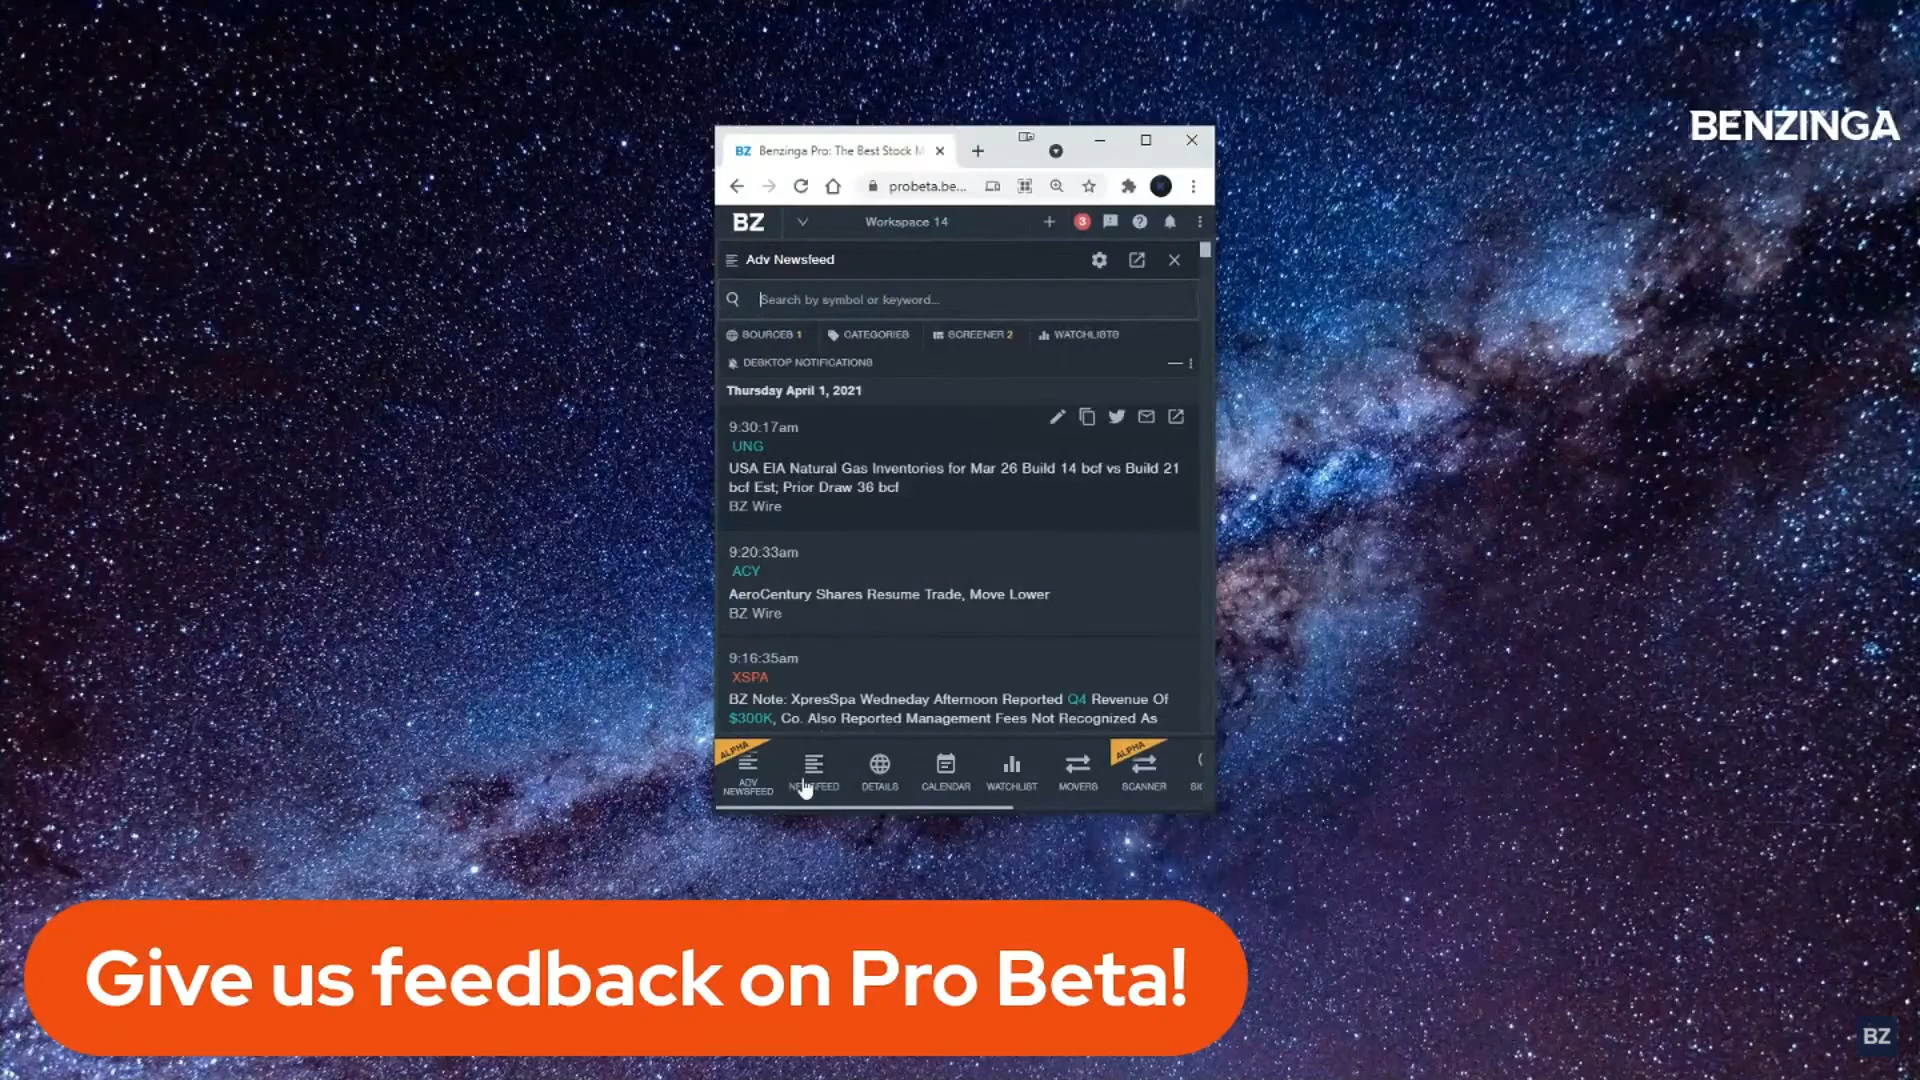 BENZINGA
BZ Benzinga Pro: The Best Stock M
probeta.be...
BZ Workspace 14 3
Adv Newsfeed
Search by symbol or keyword...
SOURCES 1 CATEGORIES SCREENER 2 WATCHLISTS
DESKTOP NOTIFICATIONS
Thursday April 1, 2021
9:30:17am
UNG
USA EIA Natural Gas Inventories for Mar 26 Build 14 bcf vs Build 21
bcf Est; Prior Draw 36 bcf
BZ Wire
9:20:33am
ACY
AeroCentury Shares Resume Trade, Move Lower
BZ Wire
9:16:35am
XSPA
BZ Note: XpresSpa Wedneday Afternoon Reported Q4 Revenue Of
$300K, Co. Also Reported Management Fees Not Recognized As
ALPHA ALPHA
ADV NEWSFEED DETAILS CALENDAR WATCHLIST MOVERS SCANNER
NEWSFEED
Give us feedback on Pro Beta!
BZ